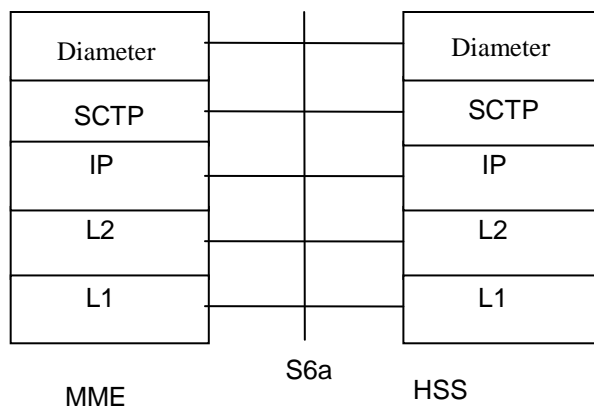 Diameter Diameter
SCTP SCTP
IP IP
L2 L2
L1 L1
S6a
MME HSS